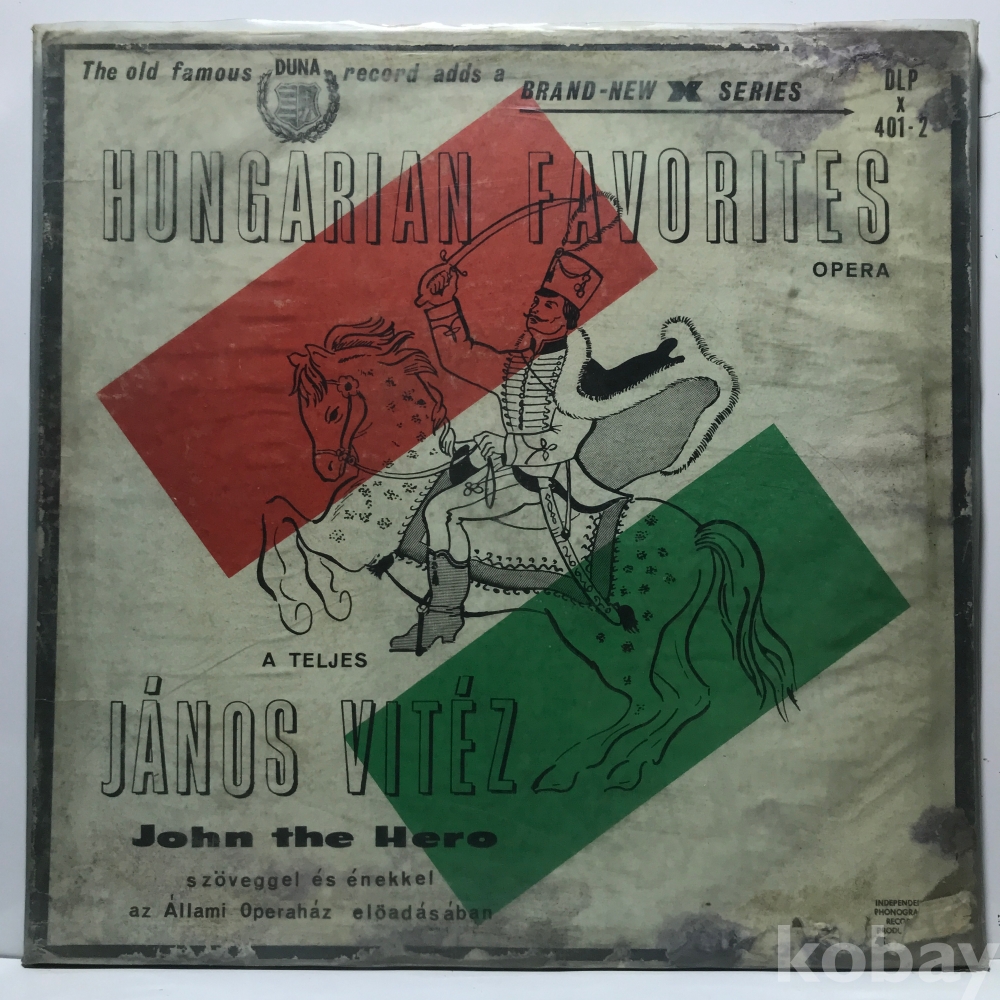 The old famous DUNA record adds a BRAND-NEW X SERIES
DLP
X
401-2
HUNGARIAN FAVORITES
OPERA
A TELJES
JÁNOS VITÉZ
John the Hero
szöveggel és énekkel
az Állami Operaház előadásában
kobay